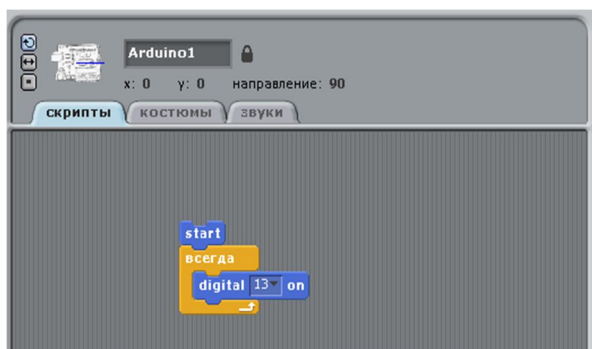 Arduino1
x: 0 y: 0 направление: 90
скрипты костюмы звуки
start
всегда
digital 13 on